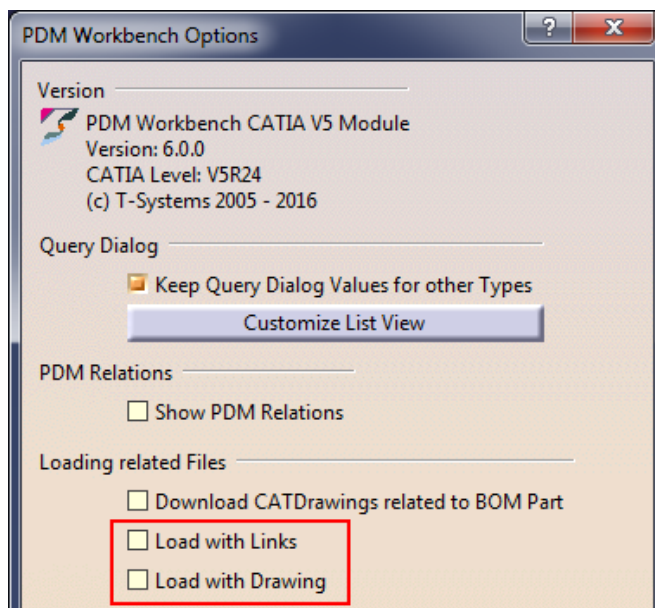 PDM Workbench Options
?
X
Version
PDM Workbench CATIA V5 Module
Version: 6.0.0
CATIA Level: V5R24
(c) T-Systems 2005 - 2016
Query Dialog
Keep Query Dialog Values for other Types
Customize List View
PDM Relations
Show PDM Relations
Loading related Files
Download CATDrawings related to BOM Part
Load with Links
Load with Drawing